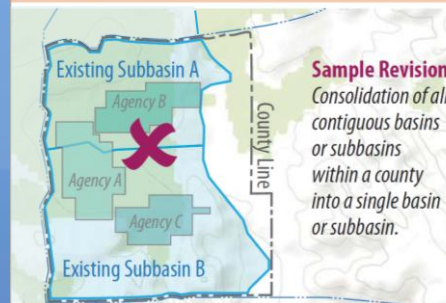 Existing Subbasin A
Agency B
County Line
Agency A
Agency C
Existing Subbasin B
Sample Revision
Consolidation of all
contiguous basins
or subbasins
within a county
into a single basin
or subbasin.